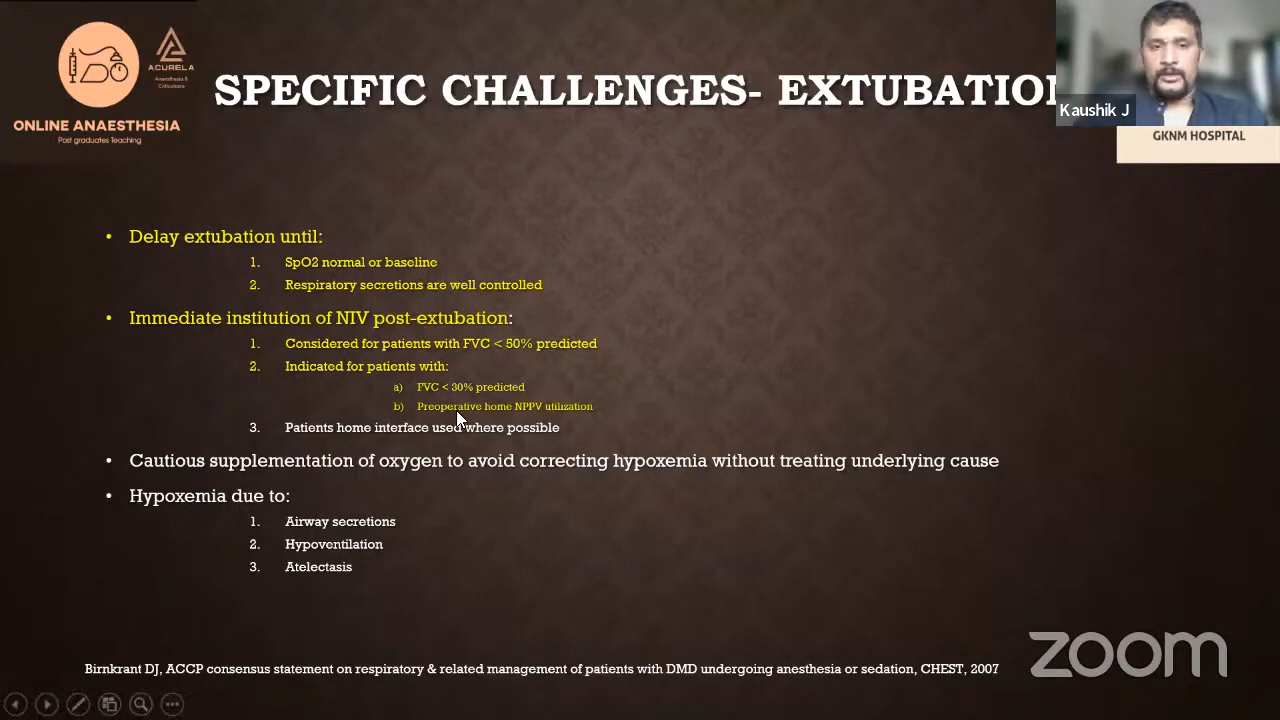 ACURELA
Anaesthesia &
Criticalcare
ONLINE ANAESTHESIA
Post graduates Teaching
SPECIFIC CHALLENGES- EXTUBATION
Kaushik J
GKNM HOSPITAL
• Delay extubation until:
1. SpO2 normal or baseline
2. Respiratory secretions are well controlled
• Immediate institution of NIV post-extubation:
1. Considered for patients with FVC < 50% predicted
2. Indicated for patients with:
a) FVC < 30% predicted
b) Preoperative home NPPV utilization
3. Patients home interface used where possible
• Cautious supplementation of oxygen to avoid correcting hypoxemia without treating underlying cause
• Hypoxemia due to:
1. Airway secretions
2. Hypoventilation
3. Atelectasis
Birnkrant DJ, ACCP consensus statement on respiratory & related management of patients with DMD undergoing anesthesia or sedation, CHEST, 2007
zoom